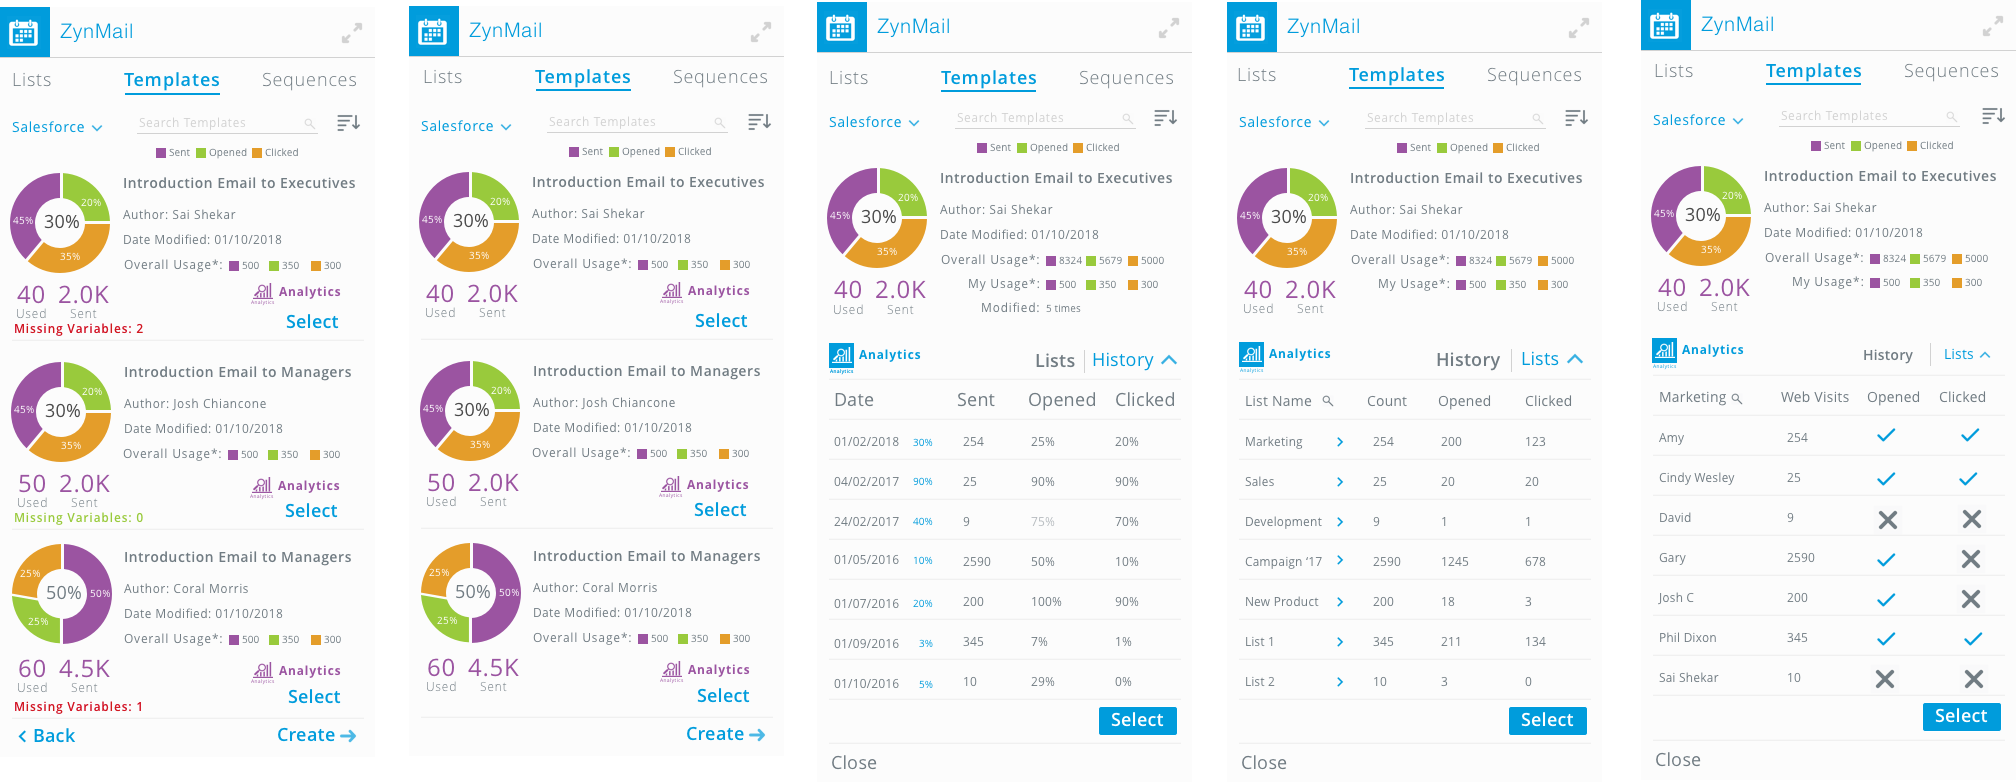 ZynMail
Lists Templates Sequences
Salesforce Search Templates
Sent Opened Clicked
Introduction Email to Executives
20%
45% 30%
35%
Author: Sai Shekar
Date Modified: 01/10/2018
Overall Usage*: 500 350 300
40 2.0K
Used Sent
Analytics
Analytics
Missing Variables: 2
Select
Introduction Email to Managers
20%
45% 30%
35%
Author: Josh Chiancone
Date Modified: 01/10/2018
Overall Usage*: 500 350 300
50 2.0K
Used Sent
Analytics
Analytics
Missing Variables: 0
Select
Introduction Email to Managers
25%
50% 50%
25%
Author: Coral Morris
Date Modified: 01/10/2018
Overall Usage*: 500 350 300
60 4.5K
Used Sent
Analytics
Analytics
Select
Missing Variables: 1
Back Create
ZynMail
Lists Templates Sequences
Salesforce Search Templates
Sent Opened Clicked
Introduction Email to Executives
20%
45% 30%
35%
Author: Sai Shekar
Date Modified: 01/10/2018
Overall Usage*: 500 350 300
40 2.0K
Used Sent
Analytics
Analytics
Select
Introduction Email to Managers
20%
45% 30%
35%
Author: Josh Chiancone
Date Modified: 01/10/2018
Overall Usage*: 500 350 300
50 2.0K
Used Sent
Analytics
Analytics
Select
Introduction Email to Managers
25%
50% 50%
25%
Author: Coral Morris
Date Modified: 01/10/2018
Overall Usage*: 500 350 300
60 4.5K
Used Sent
Analytics
Analytics
Select
Create
ZynMail
Lists Templates Sequences
Salesforce Search Templates
Sent Opened Clicked
Introduction Email to Executives
20%
45% 30%
35%
Author: Sai Shekar
Date Modified: 01/10/2018
Overall Usage*: 8324 5679 5000
My Usage*: 500 350 300
Modified: 5 times
40 2.0K
Used Sent
Analytics
Analytics
Lists History
Date Sent Opened Clicked
01/02/2018 30% 254 25% 20%
04/02/2017 90% 25 90% 90%
24/02/2017 40% 9 75% 70%
01/05/2016 10% 2590 50% 10%
01/07/2016 20% 200 100% 90%
01/09/2016 3% 345 7% 1%
01/10/2016 5% 10 29% 0%
Select
Close
ZynMail
Lists Templates Sequences
Salesforce Search Templates
Sent Opened Clicked
Introduction Email to Executives
20%
45% 30%
35%
Author: Sai Shekar
Date Modified: 01/10/2018
Overall Usage*: 8324 5679 5000
My Usage*: 500 350 300
40 2.0K
Used Sent
Analytics
Analytics
History Lists
List Name Count Opened Clicked
Marketing 254 200 123
Sales 25 20 20
Development 9 1 1
Campaign ‘17 2590 1245 678
New Product 200 18 3
List 1 345 211 134
List 2 10 3 0
Select
Close
ZynMail
Lists Templates Sequences
Salesforce Search Templates
Sent Opened Clicked
Introduction Email to Executives
20%
45% 30%
35%
Author: Sai Shekar
Date Modified: 01/10/2018
Overall Usage*: 8324 5679 5000
My Usage*: 500 350 300
40 2.0K
Used Sent
Analytics
Analytics
History Lists
Marketing Web Visits Opened Clicked
Amy 254
Cindy Wesley 25
David 9
Gary 2590
Josh C 200
Phil Dixon 345
Sai Shekar 10
Select
Close